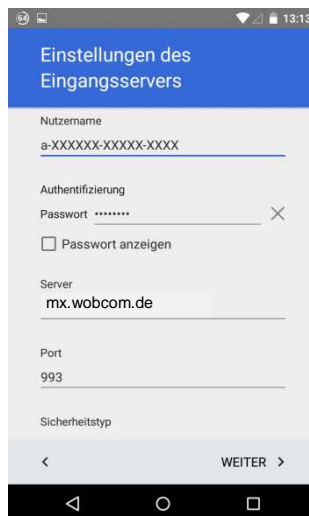 64 13:13
Einstellungen des
Eingangsservers
Nutzername
a-XXXXXX-XXXXX-XXXX
Authentifizierung
Passwort ········
Passwort anzeigen
Server
mx.wobcom.de
Port
993
Sicherheitstyp
WEITER